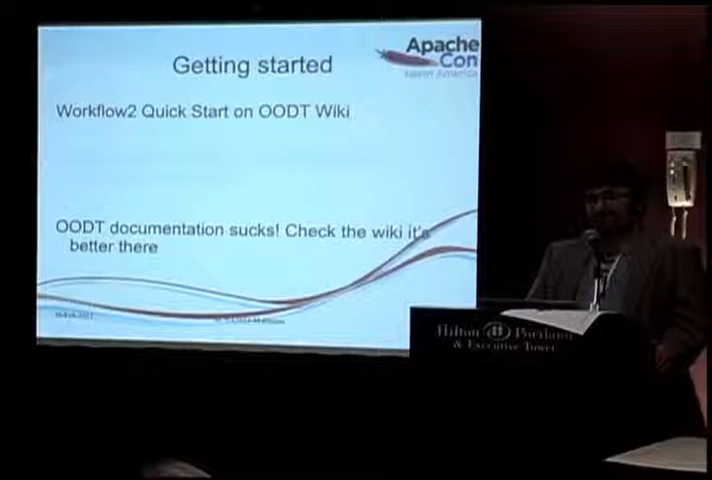 Getting started
Apache
Con
North America
Workflow2 Quick Start on OODT Wiki
OODT documentation sucks! Check the wiki it's
better there
Hilton Portland
& Executive Tower